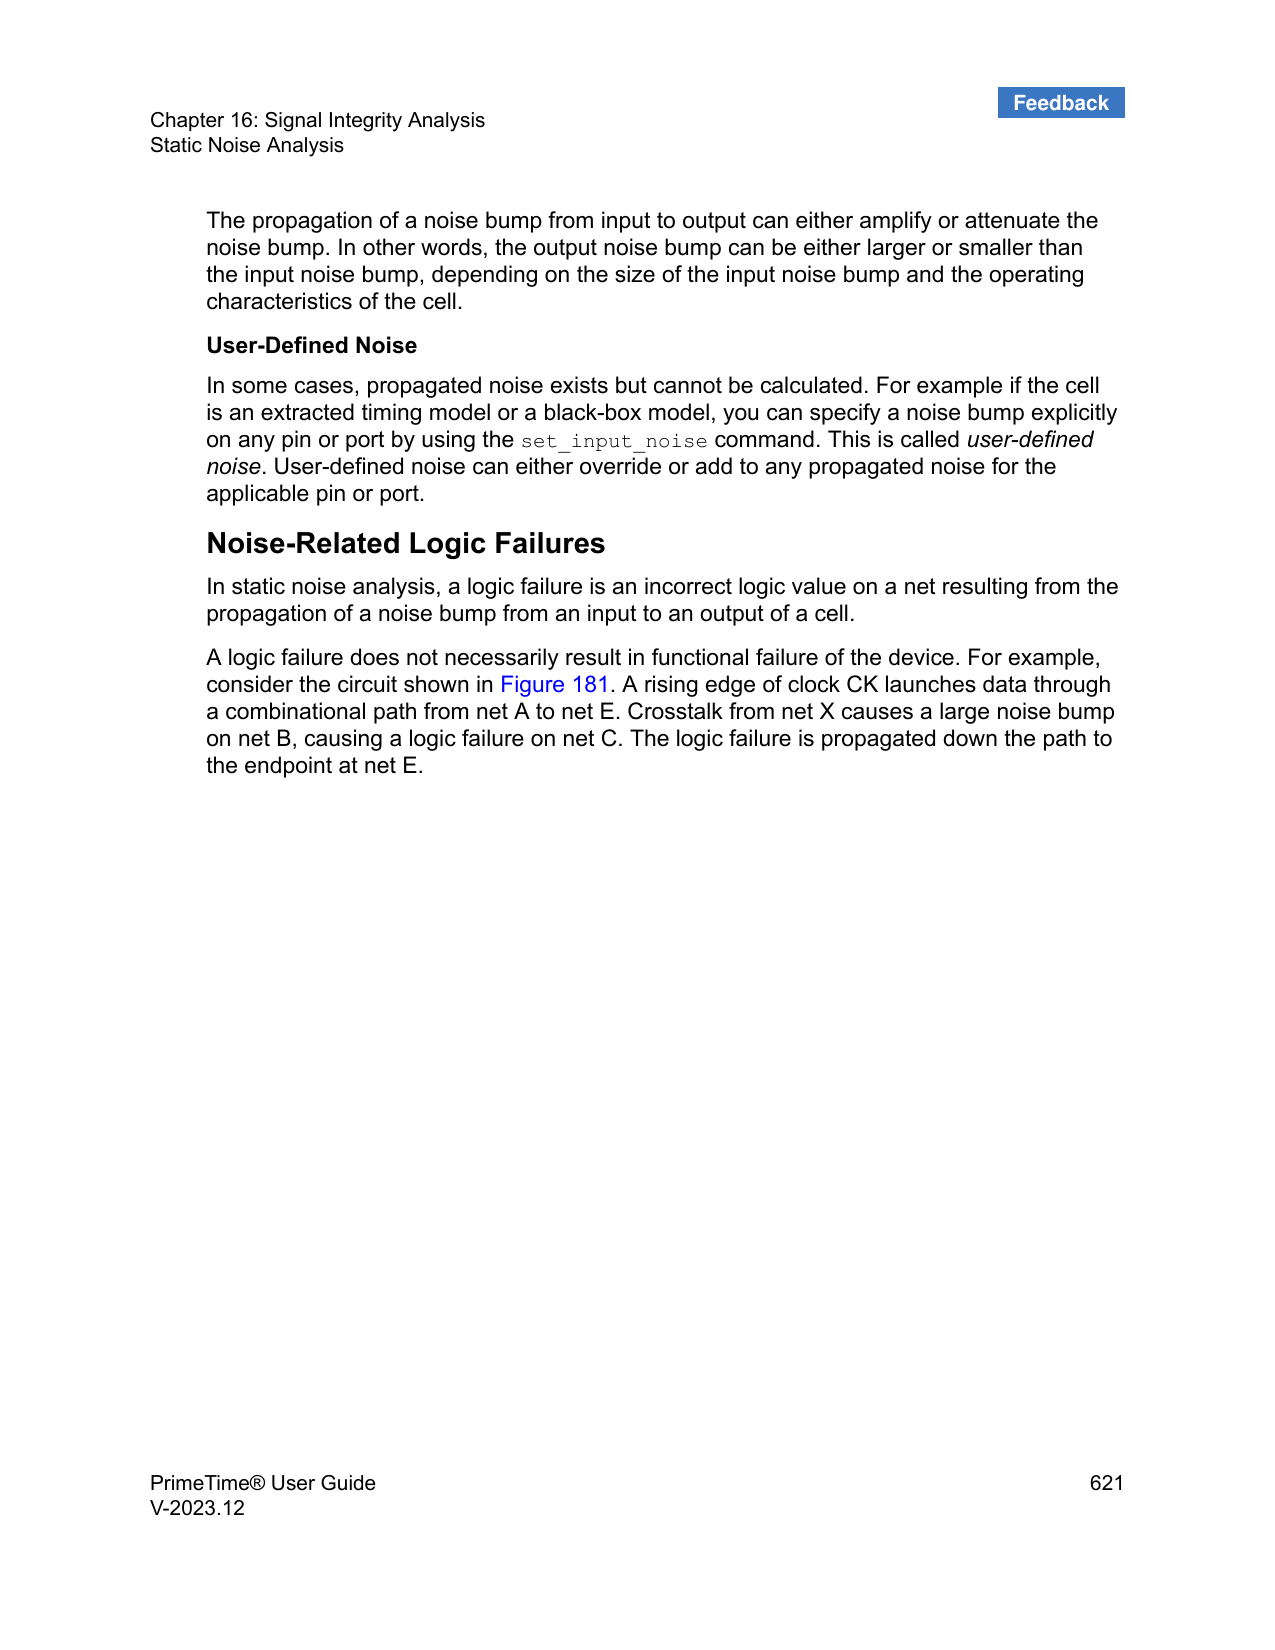 Feedback
Chapter 16: Signal Integrity Analysis
Static Noise Analysis
The propagation of a noise bump from input to output can either amplify or attenuate the
noise bump. In other words, the output noise bump can be either larger or smaller than
the input noise bump, depending on the size of the input noise bump and the operating
characteristics of the cell.
User-Defined Noise
In some cases, propagated noise exists but cannot be calculated. For example if the cell
is an extracted timing model or a black-box model, you can specify a noise bump explicitly
on any pin or port by using the set_input_noise command. This is called user-defined
noise. User-defined noise can either override or add to any propagated noise for the
applicable pin or port.
Noise-Related Logic Failures
In static noise analysis, a logic failure is an incorrect logic value on a net resulting from the
propagation of a noise bump from an input to an output of a cell.
A logic failure does not necessarily result in functional failure of the device. For example,
consider the circuit shown in Figure 181. A rising edge of clock CK launches data through
a combinational path from net A to net E. Crosstalk from net X causes a large noise bump
on net B, causing a logic failure on net C. The logic failure is propagated down the path to
the endpoint at net E.
PrimeTime® User Guide
V-2023.12
621